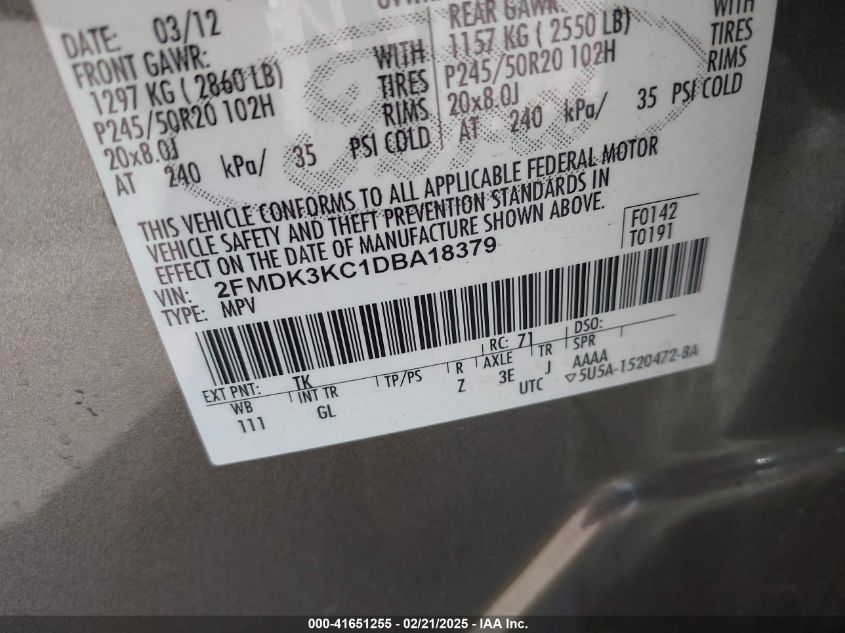 DATE: 03/12
FRONT GAWR:
1297 KG ( 2860 LB) WITH
P245/50R20 102H TIRES
20x8.0J RIMS
AT 240 kPa/ 35 PSI COLD
REAR GAWR: WITH
1157 KG ( 2550 LB) TIRES
P245/50R20 102H RIMS
20x8.0J
AT 240 kPa/ 35 PSI COLD
THIS VEHICLE CONFORMS TO ALL APPLICABLE FEDERAL MOTOR
VEHICLE SAFETY AND THEFT PREVENTION STANDARDS IN
EFFECT ON THE DATE OF MANUFACTURE SHOWN ABOVE.
F0142
T0191
VIN: 2FMDK3KC1DBA18379
TYPE: MPV
EXT PNT: TK RC: 71 DSO:
WB INT TR TP/PS R AXLE TR SPR
111 GL Z 3E J AAAA
UTC ▽5U5A-1520472-BA
000-41651255 - 02/21/2025 - IAA Inc.